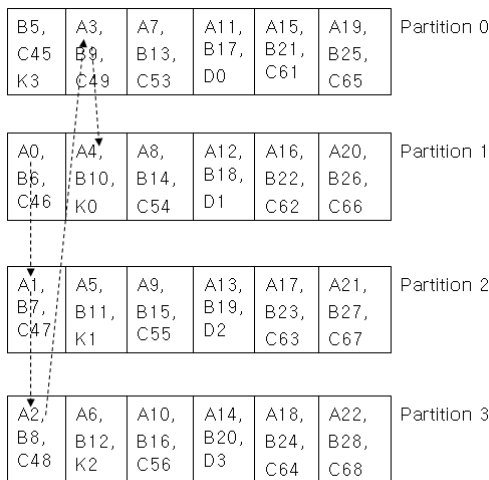 B5, A3, A7, A11, A15, A19, Partition 0
C45 B9, B13, B17, B21, B25,
K3 C49 C53 D0 C61 C65
A0, A4, A8, A12, A16, A20, Partition 1
B6, B10, B14, B18, B22, B26,
C46 K0 C54 D1 C62 C66
A1, A5, A9, A13, A17, A21, Partition 2
B7, B11, B15, B19, B23, B27,
C47 K1 C55 D2 C63 C67
A2, A6, A10, A14, A18, A22, Partition 3
B8, B12, B16, B20, B24, B28,
C48 K2 C56 D3 C64 C68